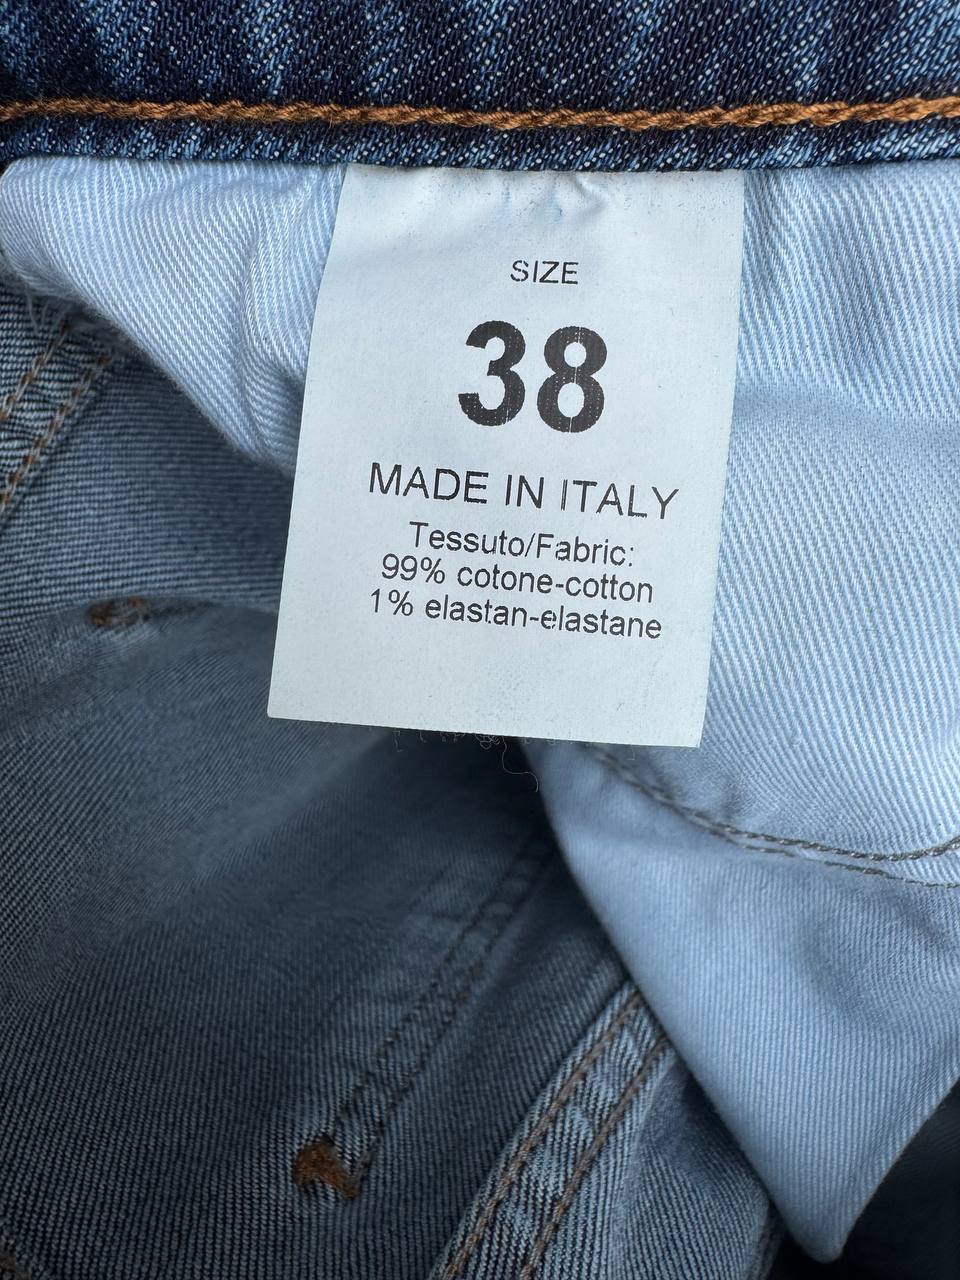 SIZE
38
MADE IN ITALY
Tessuto/Fabric:
99% cotone-cotton
1% elastan-elastane